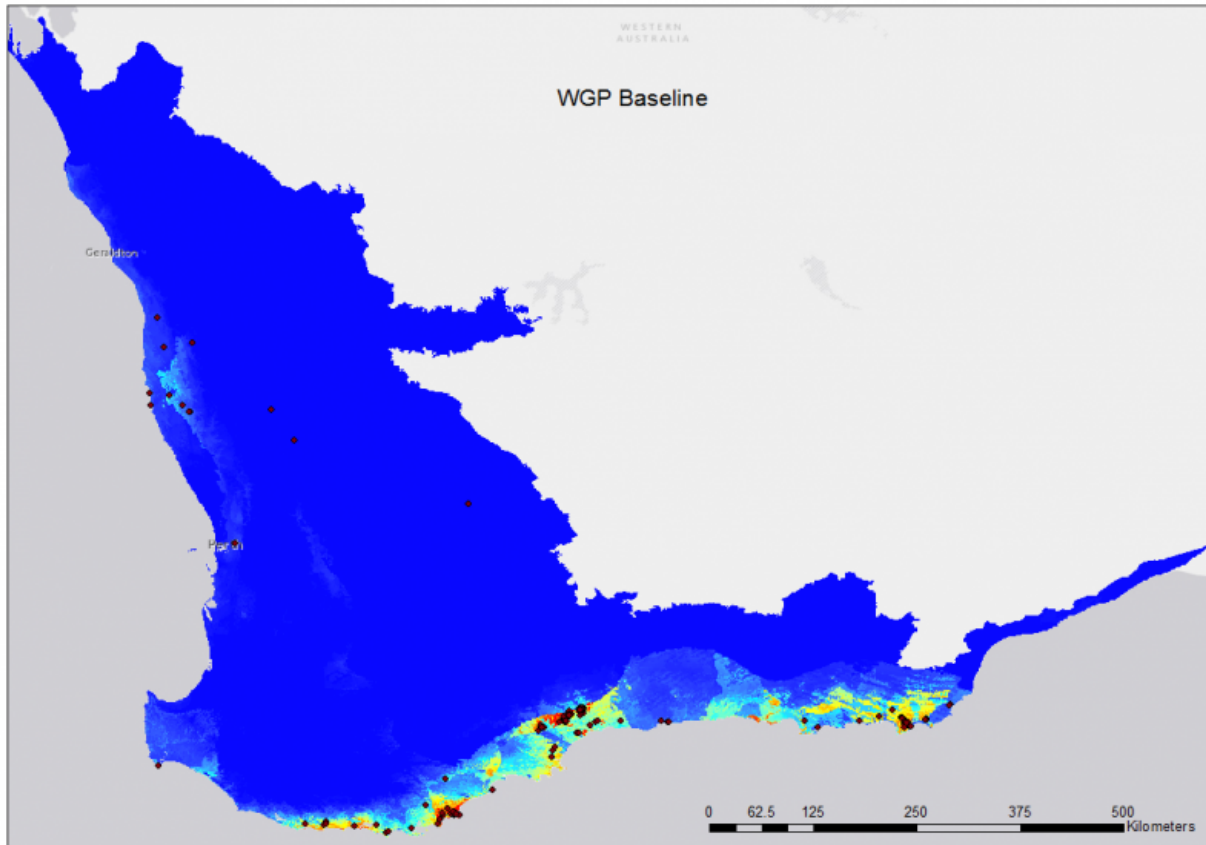 WESTERN
AUSTRALIA
WGP Baseline
Geraldton
Perth
0 62.5 125 250 375 500
Kilometers